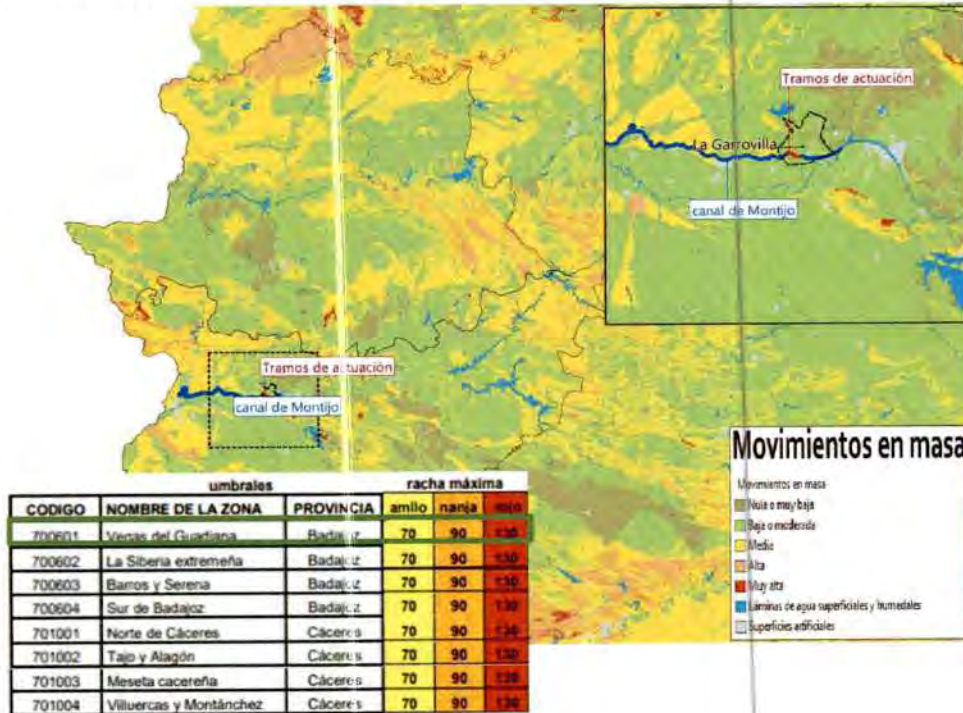 Tramos de actuación
La Garrovilla
canal de Montijo
Tramos de actuación
canal de Montijo
Movimientos en masa
Movimientos en masa
Nula o muy baja
Baja o moderada
Media
Alta
Muy alta
Láminas de agua superficiales y humedales
Superficies artificiales
umbrales racha máxima
CODIGO NOMBRE DE LA ZONA PROVINCIA amllo nanja rojo
700601 Vegas del Guadiana Badajoz 70 90 130
700602 La Siberia extremeña Badajoz 70 90 130
700603 Barros y Serena Badajoz 70 90 130
700604 Sur de Badajoz Badajoz 70 90 130
701001 Norte de Cáceres Cáceres 70 90 130
701002 Tajo y Alagón Cáceres 70 90 130
701003 Meseta cacereña Cáceres 70 90 130
701004 Villuercas y Montánchez Cáceres 70 90 130